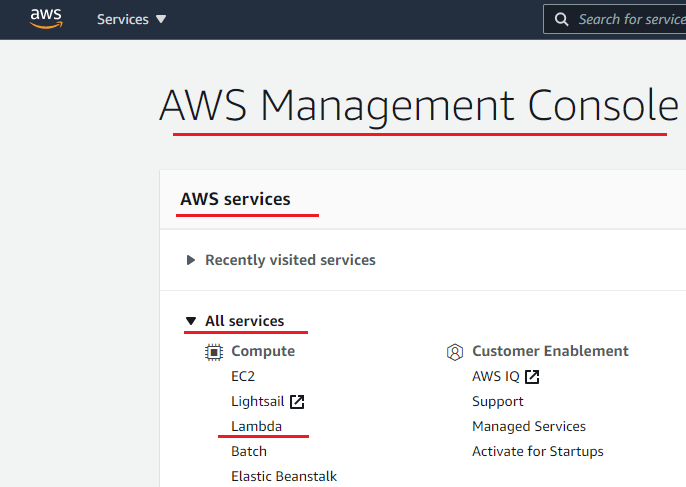 aws
Services
Search for service
AWS Management Console
AWS services
Recently visited services
All services
Compute
EC2
Lightsail
Lambda
Batch
Elastic Beanstalk
Customer Enablement
AWS IQ
Support
Managed Services
Activate for Startups